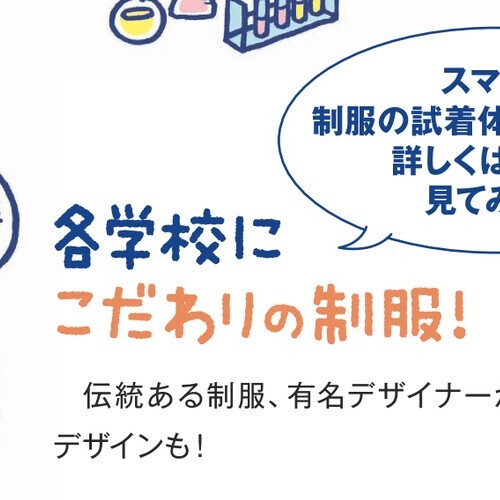 スマ
制服の試着体
詳しくは
見てみ
各学校に
こだわりの制服！
伝統ある制服、有名デザイナーが
デザインも！